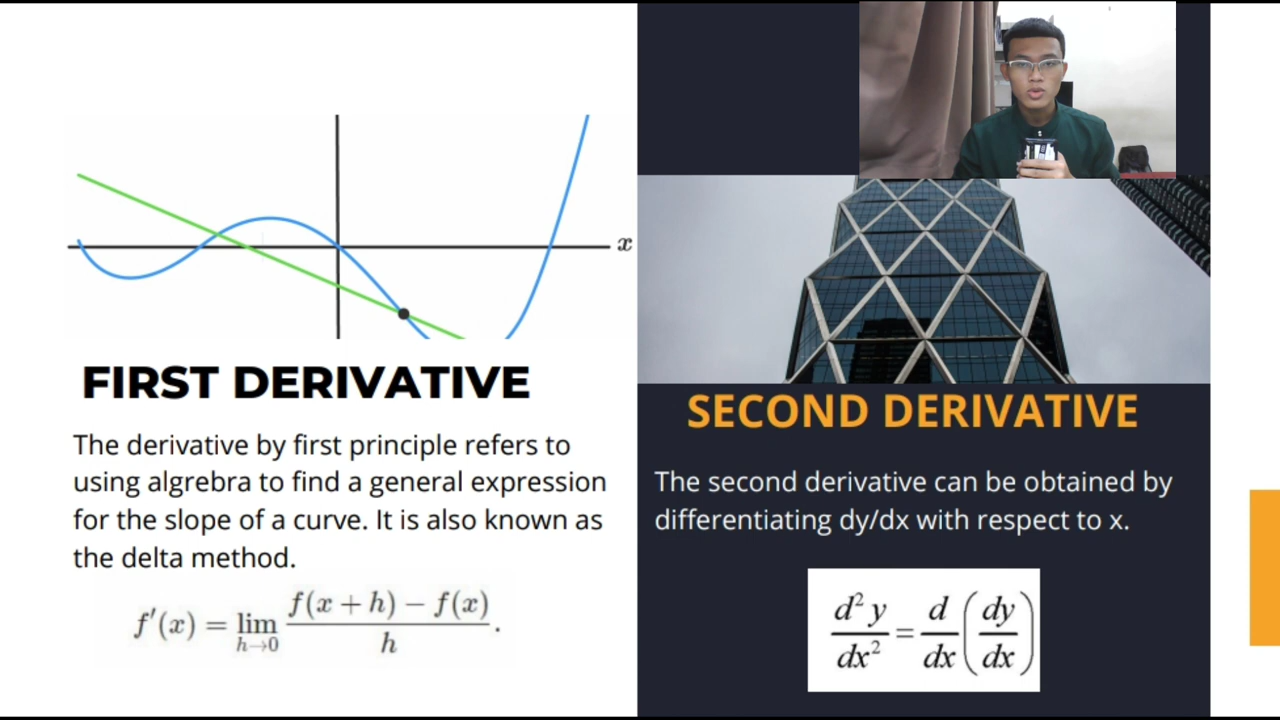 x
FIRST DERIVATIVE
The derivative by first principle refers to
using algrebra to find a general expression
for the slope of a curve. It is also known as
the delta method.
f'(x) = lim h→0 f(x + h) − f(x) / h .
SECOND DERIVATIVE
The second derivative can be obtained by
differentiating dy/dx with respect to x.
d²y/dx² = d/dx (dy/dx)